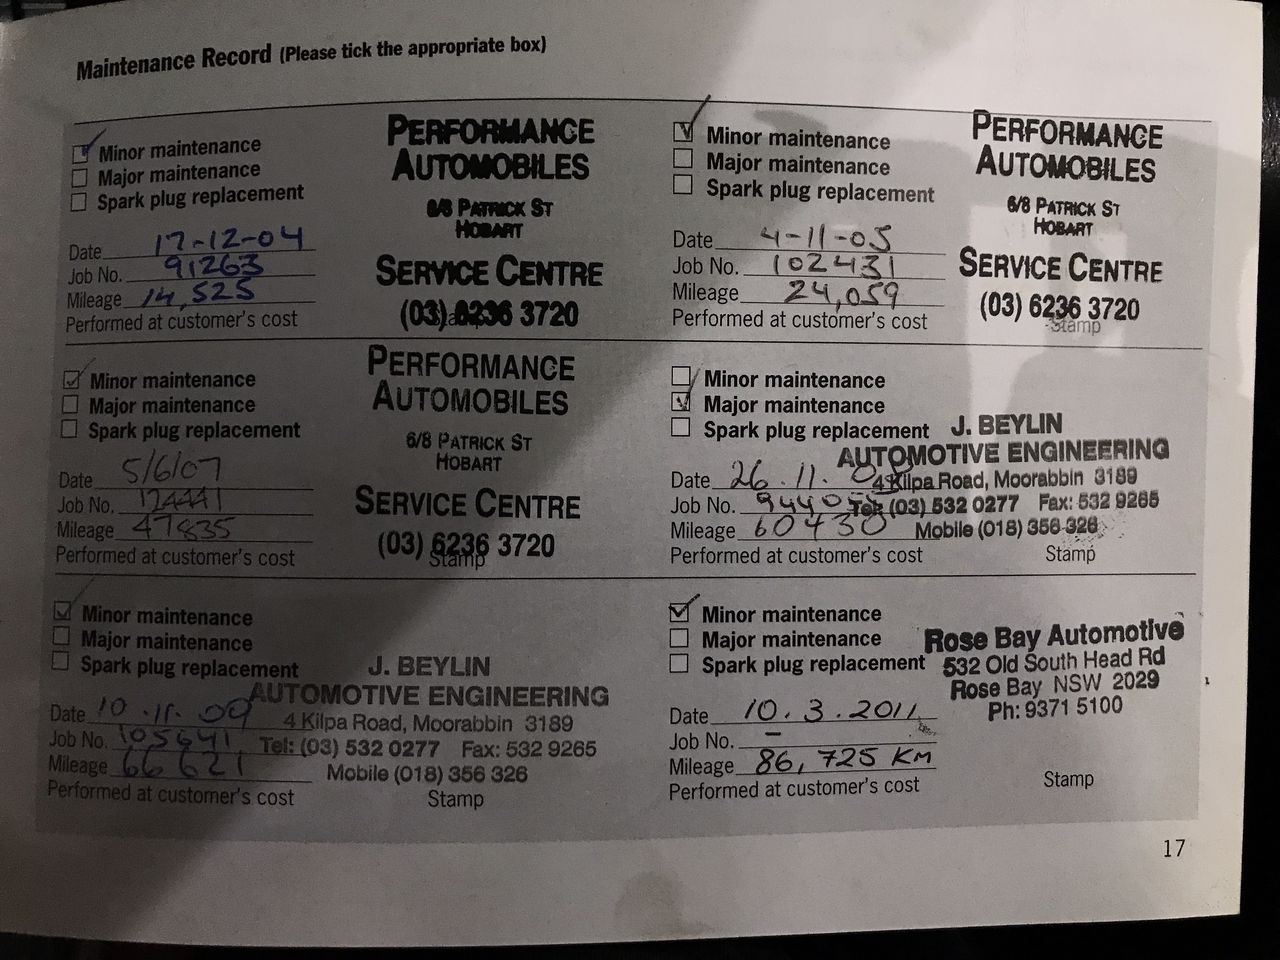 Maintenance Record (Please tick the appropriate box)
Minor maintenance
Major maintenance
Spark plug replacement
Date 17-12-04
Job No. 91263
Mileage 14,525
Performed at customer's cost
PERFORMANCE
AUTOMOBILES
6/8 PATRICK ST
HOBART
SERVICE CENTRE
(03) 6236 3720
Minor maintenance
Major maintenance
Spark plug replacement
Date 4-11-05
Job No. 102431
Mileage 24,059
Performed at customer's cost
PERFORMANCE
AUTOMOBILES
6/8 PATRICK ST
HOBART
SERVICE CENTRE
(03) 6236 3720
Stamp
Minor maintenance
Major maintenance
Spark plug replacement
Date 5/6/07
Job No. 124441
Mileage 47835
Performed at customer's cost
PERFORMANCE
AUTOMOBILES
6/8 PATRICK ST
HOBART
SERVICE CENTRE
(03) 6236 3720
Stamp
Minor maintenance
Major maintenance
Spark plug replacement
Date 26.11.
Job No.
Mileage 60430
Performed at customer's cost
J. BEYLIN
AUTOMOTIVE ENGINEERING
4 Kilpa Road, Moorabbin 3189
Tel: (03) 532 0277 Fax: 532 9265
Mobile (018) 356 326
Stamp
Minor maintenance
Major maintenance
Spark plug replacement
Date 10.11.09
Job No. 105641
Mileage 66621
Performed at customer's cost
J. BEYLIN
AUTOMOTIVE ENGINEERING
4 Kilpa Road, Moorabbin 3189
Tel: (03) 532 0277 Fax: 532 9265
Mobile (018) 356 326
Stamp
Minor maintenance
Major maintenance
Spark plug replacement
Date 10.3.2011
Job No. –
Mileage 86,725 KM
Performed at customer's cost
Rose Bay Automotive
532 Old South Head Rd
Rose Bay NSW 2029
Ph: 9371 5100
Stamp
17